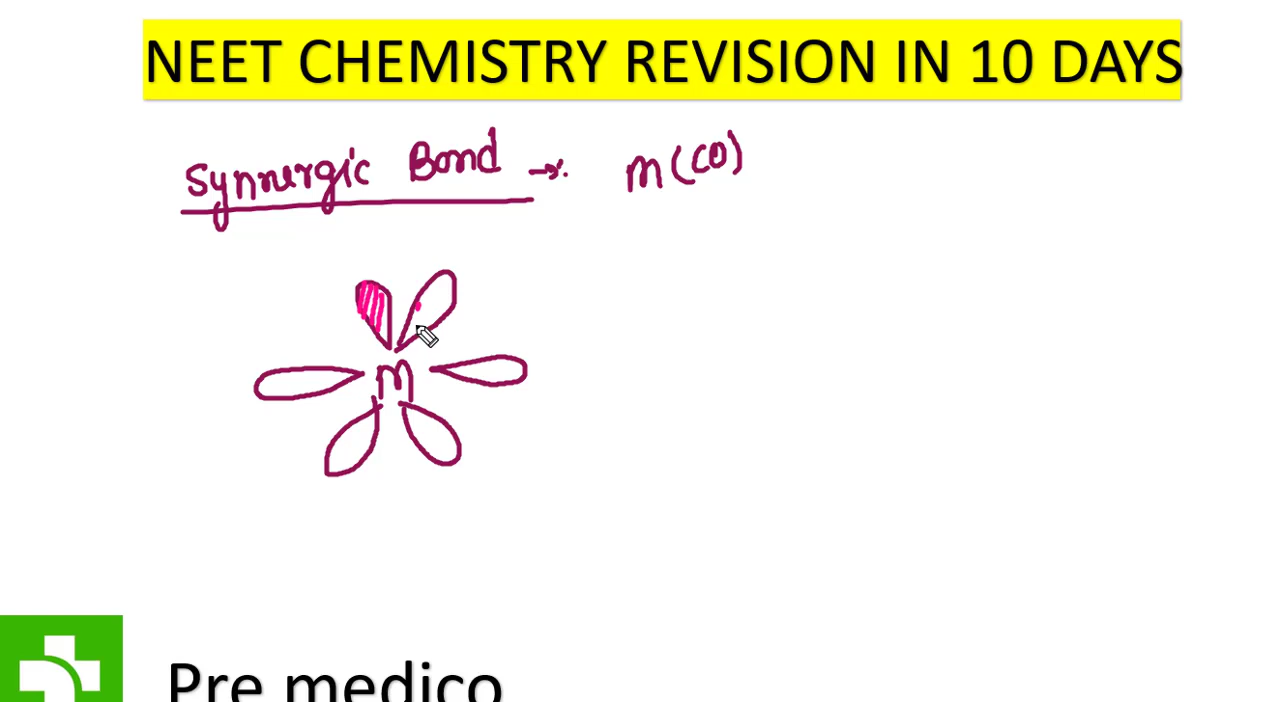 NEET CHEMISTRY REVISION IN 10 DAYS
Synnergic Bond → M(CO)
M
Pre medico